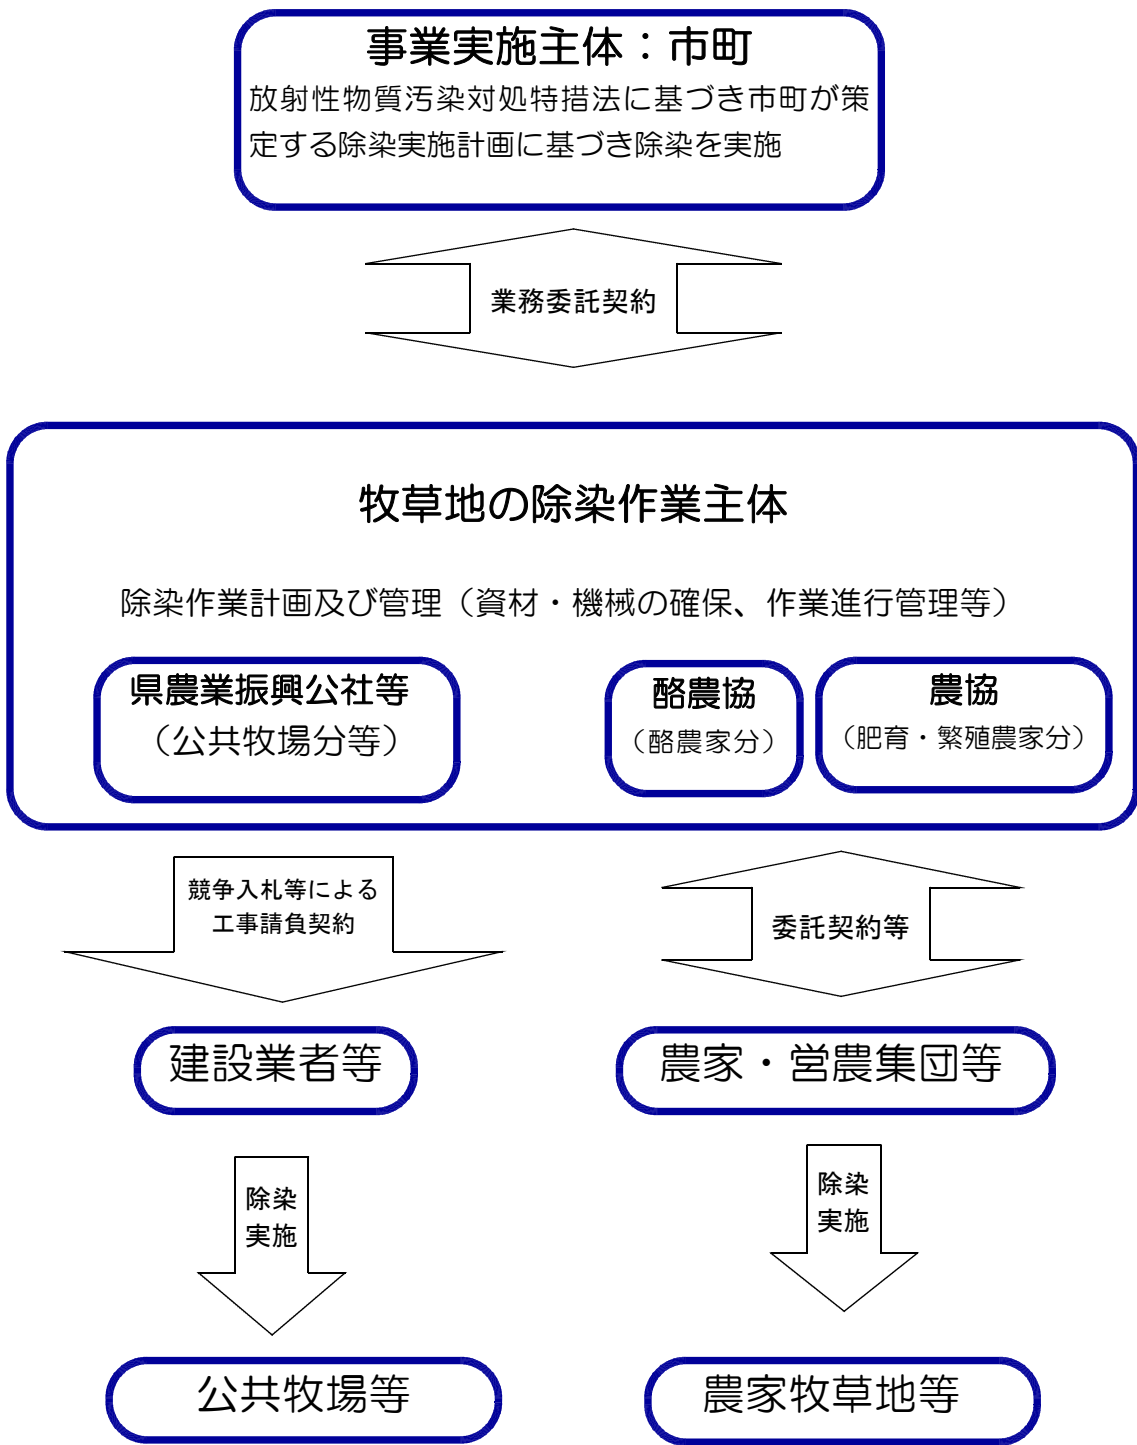 事業実施主体：市町
放射性物質汚染対処特措法に基づき市町が策
定する除染実施計画に基づき除染を実施
業務委託契約
牧草地の除染作業主体
除染作業計画及び管理（資材・機械の確保、作業進行管理等）
県農業振興公社等
（公共牧場分等）
酪農協
（酪農家分）
農協
（肥育・繁殖農家分）
競争入札等による
工事請負契約
委託契約等
建設業者等
農家・営農集団等
除染
実施
除染
実施
公共牧場等
農家牧草地等